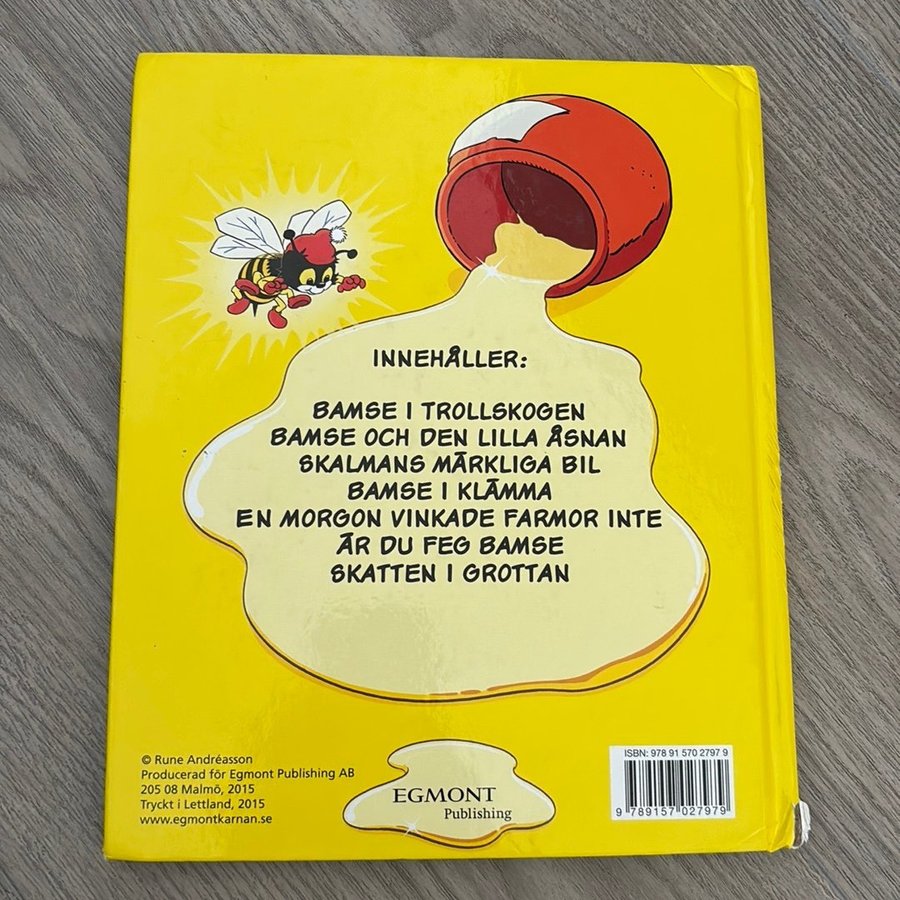 INNEHÅLLER:
BAMSE I TROLLSKOGEN
BAMSE OCH DEN LILLA ÅSNAN
SKALMANS MÄRKLIGA BIL
BAMSE I KLÄMMA
EN MORGON VINKADE FARMOR INTE
ÄR DU FEG BAMSE
SKATTEN I GROTTAN
© Rune Andréasson
Producerad för Egmont Publishing AB
205 08 Malmö, 2015
Tryckt i Lettland, 2015
www.egmontkarnan.se
EGMONT
Publishing
ISBN: 978 91 570 2797 9
9 789157 027979